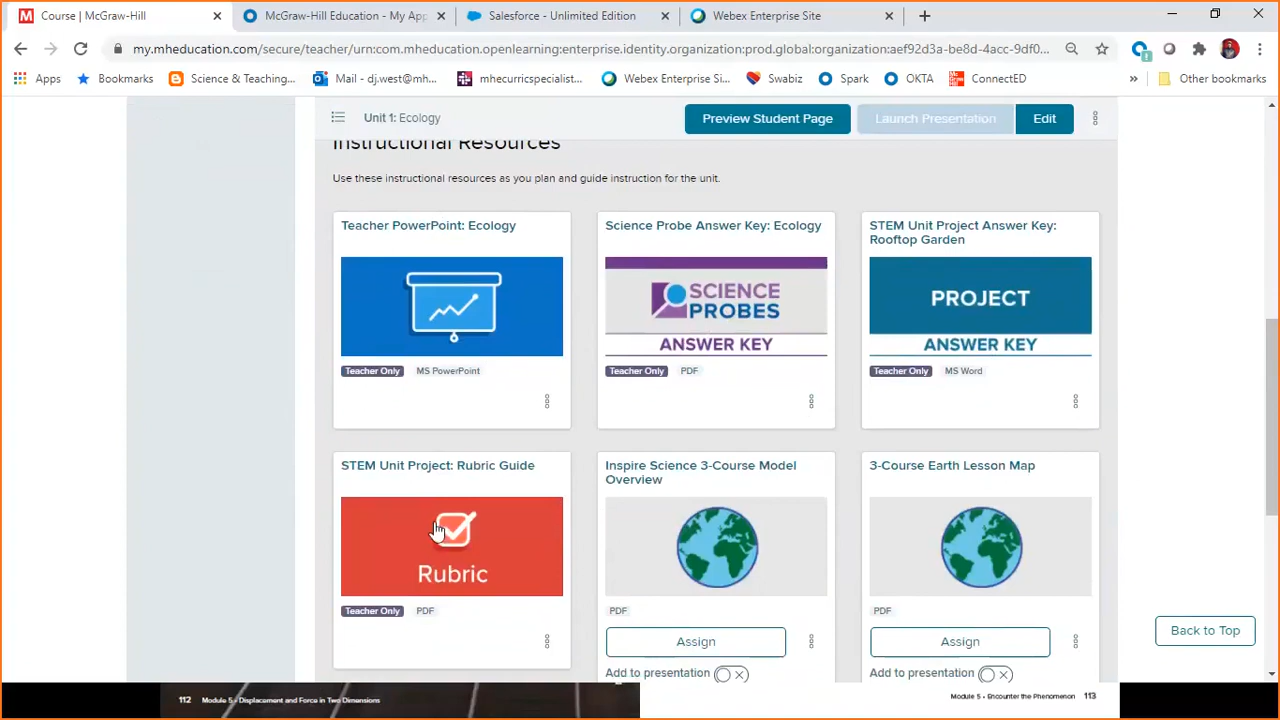 Course | McGraw-Hill
McGraw-Hill Education - My App
Salesforce - Unlimited Edition
Webex Enterprise Site
my.mheducation.com/secure/teacher/urn:com.mheducation.openlearning:enterprise.identity.organization:prod.global:organization:aef92d3a-be8d-4acc-9df0...
Apps
Bookmarks
Science & Teaching...
Mail - dj.west@mh...
mhecurricspecialist...
Webex Enterprise Si...
Swabiz
Spark
OKTA
ConnectED
»
Other bookmarks
Unit 1: Ecology
Preview Student Page
Launch Presentation
Edit
Instructional Resources
Use these instructional resources as you plan and guide instruction for the unit.
Teacher PowerPoint: Ecology
Teacher Only MS PowerPoint
Science Probe Answer Key: Ecology
SCIENCE
PROBES
ANSWER KEY
Teacher Only PDF
STEM Unit Project Answer Key:
Rooftop Garden
PROJECT
ANSWER KEY
Teacher Only MS Word
STEM Unit Project: Rubric Guide
Rubric
Teacher Only PDF
Inspire Science 3-Course Model
Overview
PDF
Assign
Add to presentation
3-Course Earth Lesson Map
PDF
Assign
Add to presentation
Back to Top
112 Module 5 • Displacement and Force in Two Dimensions
Module 5 • Encounter the Phenomenon 113